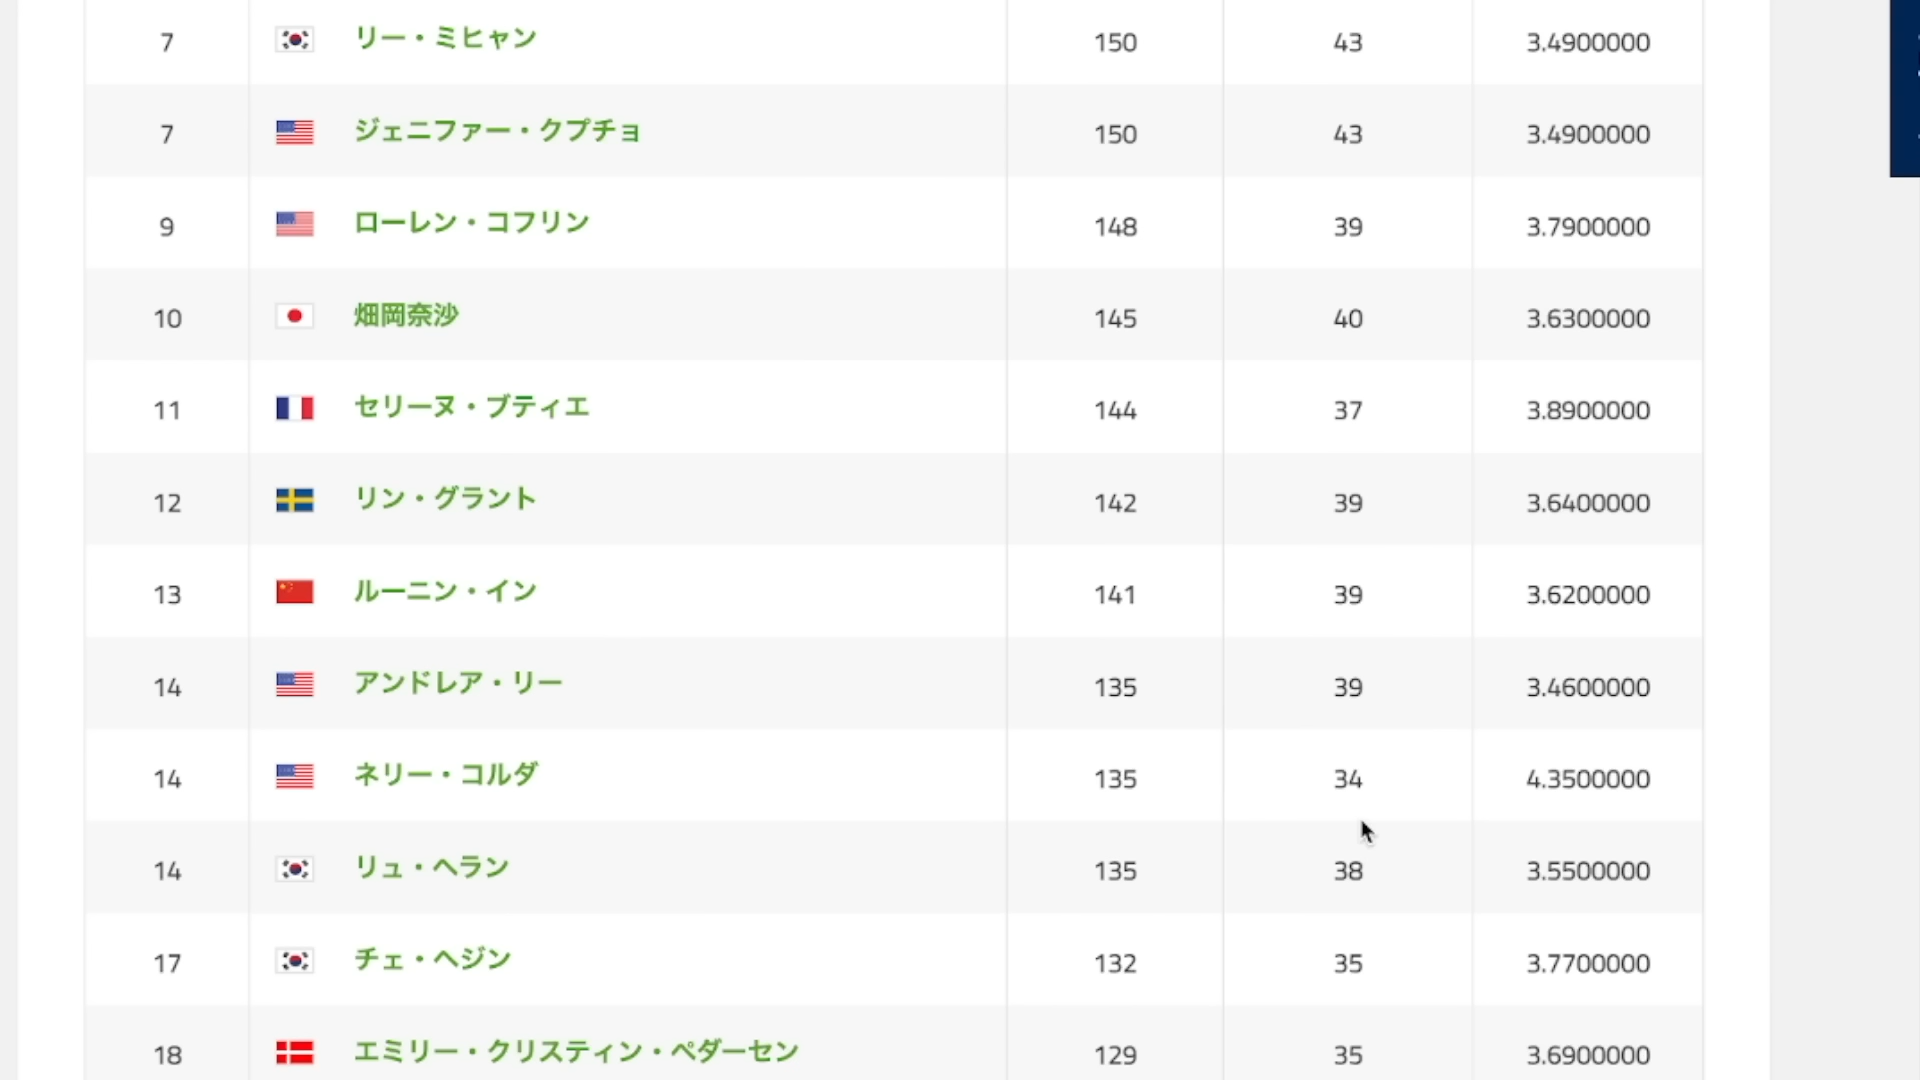 7 リー・ミヒャン 150 43 3.4900000
7 ジェニファー・クプチョ 150 43 3.4900000
9 ローレン・コフリン 148 39 3.7900000
10 畑岡奈沙 145 40 3.6300000
11 セリーヌ・ブティエ 144 37 3.8900000
12 リン・グラント 142 39 3.6400000
13 ルーニン・イン 141 39 3.6200000
14 アンドレア・リー 135 39 3.4600000
14 ネリー・コルダ 135 34 4.3500000
14 リュ・ヘラン 135 38 3.5500000
17 チェ・ヘジン 132 35 3.7700000
18 エミリー・クリスティン・ペダーセン 129 35 3.6900000